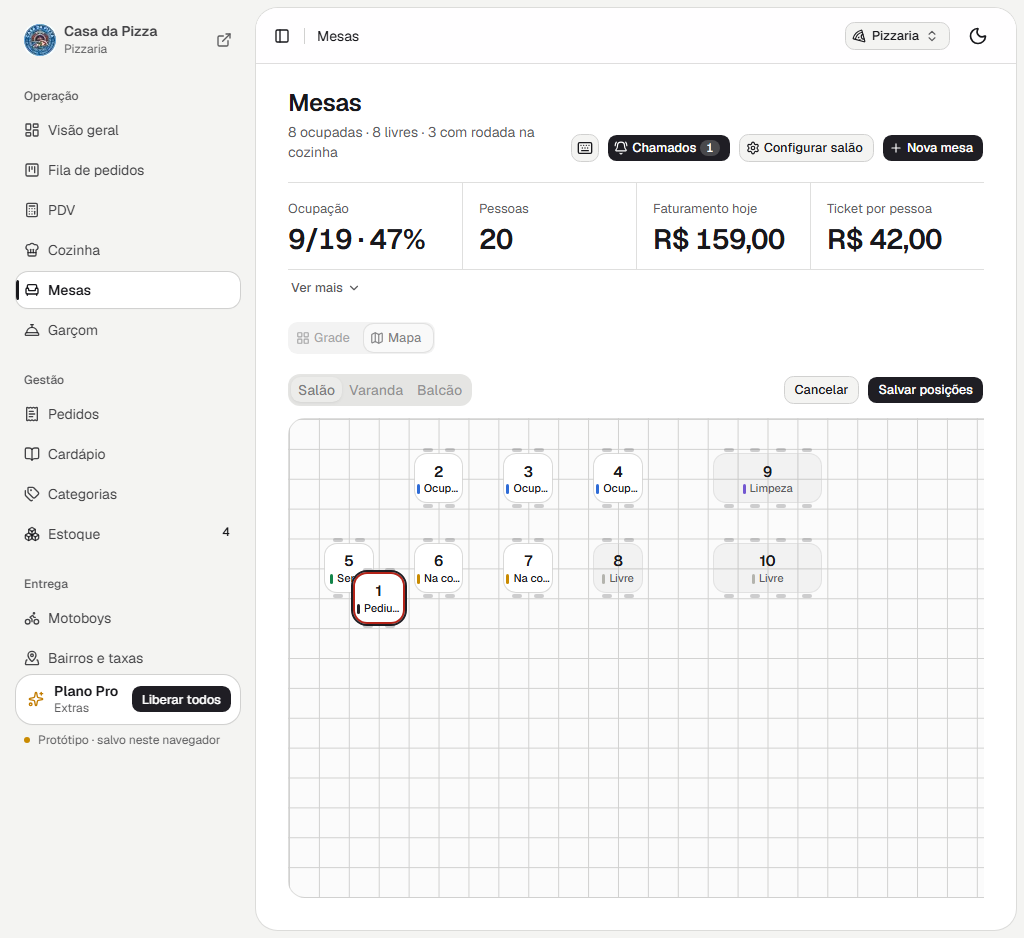 Casa da Pizza
Pizzaria
Operação
Visão geral
Fila de pedidos
PDV
Cozinha
Mesas
Garçom
Gestão
Pedidos
Cardápio
Categorias
Estoque 4
Entrega
Motoboys
Bairros e taxas
Plano Pro
Extras
Liberar todos
Protótipo · salvo neste navegador
Mesas
Pizzaria
Mesas
8 ocupadas · 8 livres · 3 com rodada na
cozinha
Chamados 1
Configurar salão
Nova mesa
Ocupação
9/19 · 47%
Pessoas
20
Faturamento hoje
R$ 159,00
Ticket por pessoa
R$ 42,00
Ver mais
Grade Mapa
Salão Varanda Balcão
Cancelar
Salvar posições
2
Ocup...
3
Ocup...
4
Ocup...
9
Limpeza
5
6
Na co...
7
Na co...
8
Livre
10
Livre
1
Pediu...